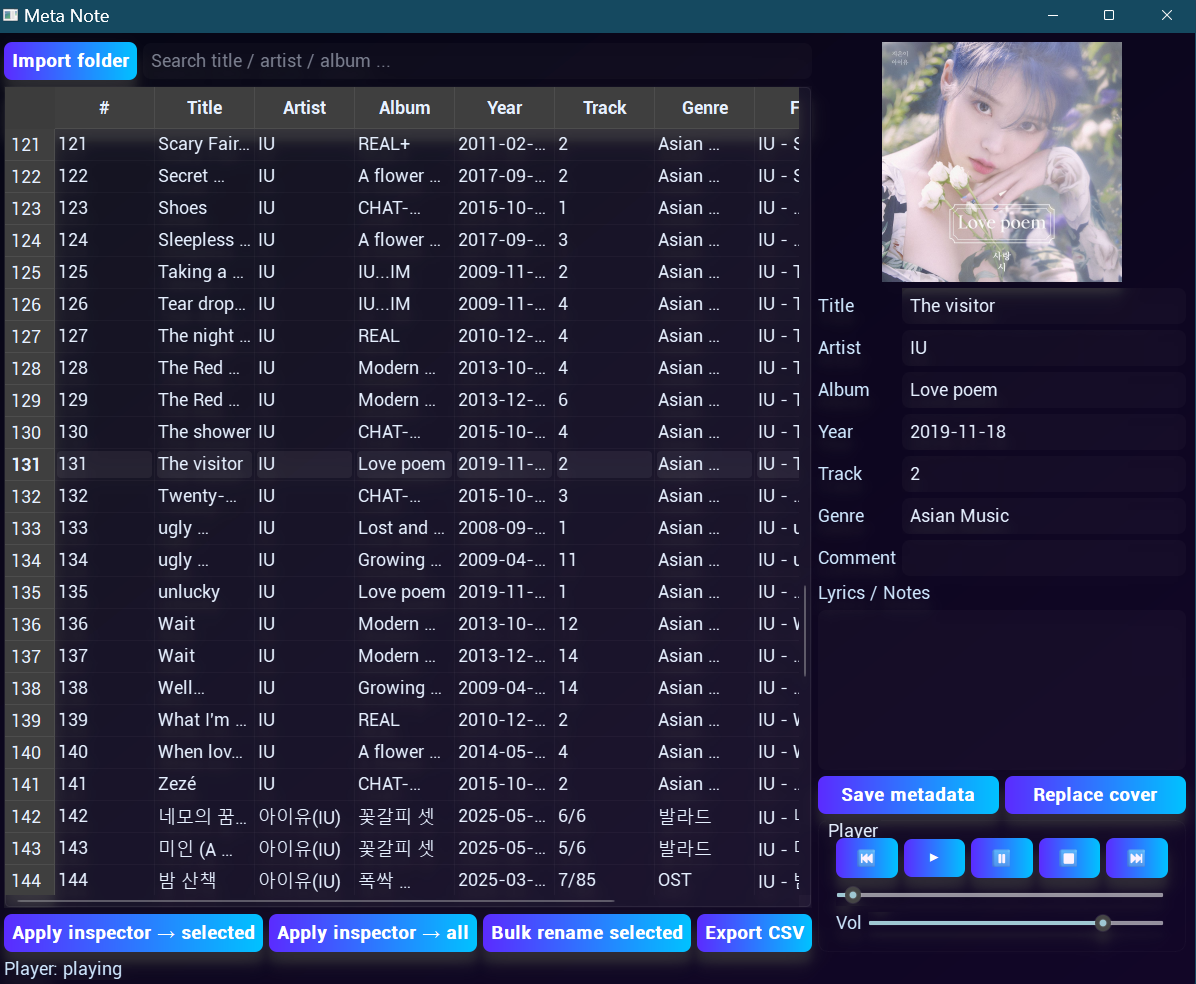 Meta Note
Import folder Search title / artist / album ...
# Title Artist Album Year Track Genre F
121 121 Scary Fair... IU REAL+ 2011-02-... 2 Asian ... IU - S
122 122 Secret ... IU A flower ... 2017-09-... 2 Asian ... IU - S
123 123 Shoes IU CHAT-... 2015-10-... 1 Asian ... IU - ...
124 124 Sleepless ... IU A flower ... 2017-09-... 3 Asian ... IU - ...
125 125 Taking a ... IU IU...IM 2009-11-... 2 Asian ... IU - T
126 126 Tear drop... IU IU...IM 2009-11-... 4 Asian ... IU - T
127 127 The night ... IU REAL 2010-12-... 4 Asian ... IU - T
128 128 The Red ... IU Modern ... 2013-10-... 4 Asian ... IU - T
129 129 The Red ... IU Modern ... 2013-12-... 6 Asian ... IU - T
130 130 The shower IU CHAT-... 2015-10-... 4 Asian ... IU - T
131 131 The visitor IU Love poem 2019-11-... 2 Asian ... IU - T
132 132 Twenty-... IU CHAT-... 2015-10-... 3 Asian ... IU - ...
133 133 ugly ... IU Lost and ... 2008-09-... 1 Asian ... IU - u
134 134 ugly ... IU Growing ... 2009-04-... 11 Asian ... IU - u
135 135 unlucky IU Love poem 2019-11-... 1 Asian ... IU - ...
136 136 Wait IU Modern ... 2013-10-... 12 Asian ... IU - W
137 137 Wait IU Modern ... 2013-12-... 14 Asian ... IU - ...
138 138 Well... IU Growing ... 2009-04-... 14 Asian ... IU - ...
139 139 What I'm ... IU REAL 2010-12-... 2 Asian ... IU - W
140 140 When lov... IU A flower ... 2014-05-... 4 Asian ... IU - W
141 141 Zezé IU CHAT-... 2015-10-... 2 Asian ... IU - ...
142 142 네모의 꿈... 아이유(IU) 꽃갈피 셋 2025-05-... 6/6 발라드 IU -
143 143 미인 (A ... 아이유(IU) 꽃갈피 셋 2025-05-... 5/6 발라드 IU -
144 144 밤 산책 아이유(IU) 폭싹 ... 2025-03-... 7/85 OST IU -
Apply inspector → selected Apply inspector → all Bulk rename selected Export CSV
Player: playing
Love poem
사랑
시
Title The visitor
Artist IU
Album Love poem
Year 2019-11-18
Track 2
Genre Asian Music
Comment
Lyrics / Notes
Save metadata Replace cover
Player
Vol